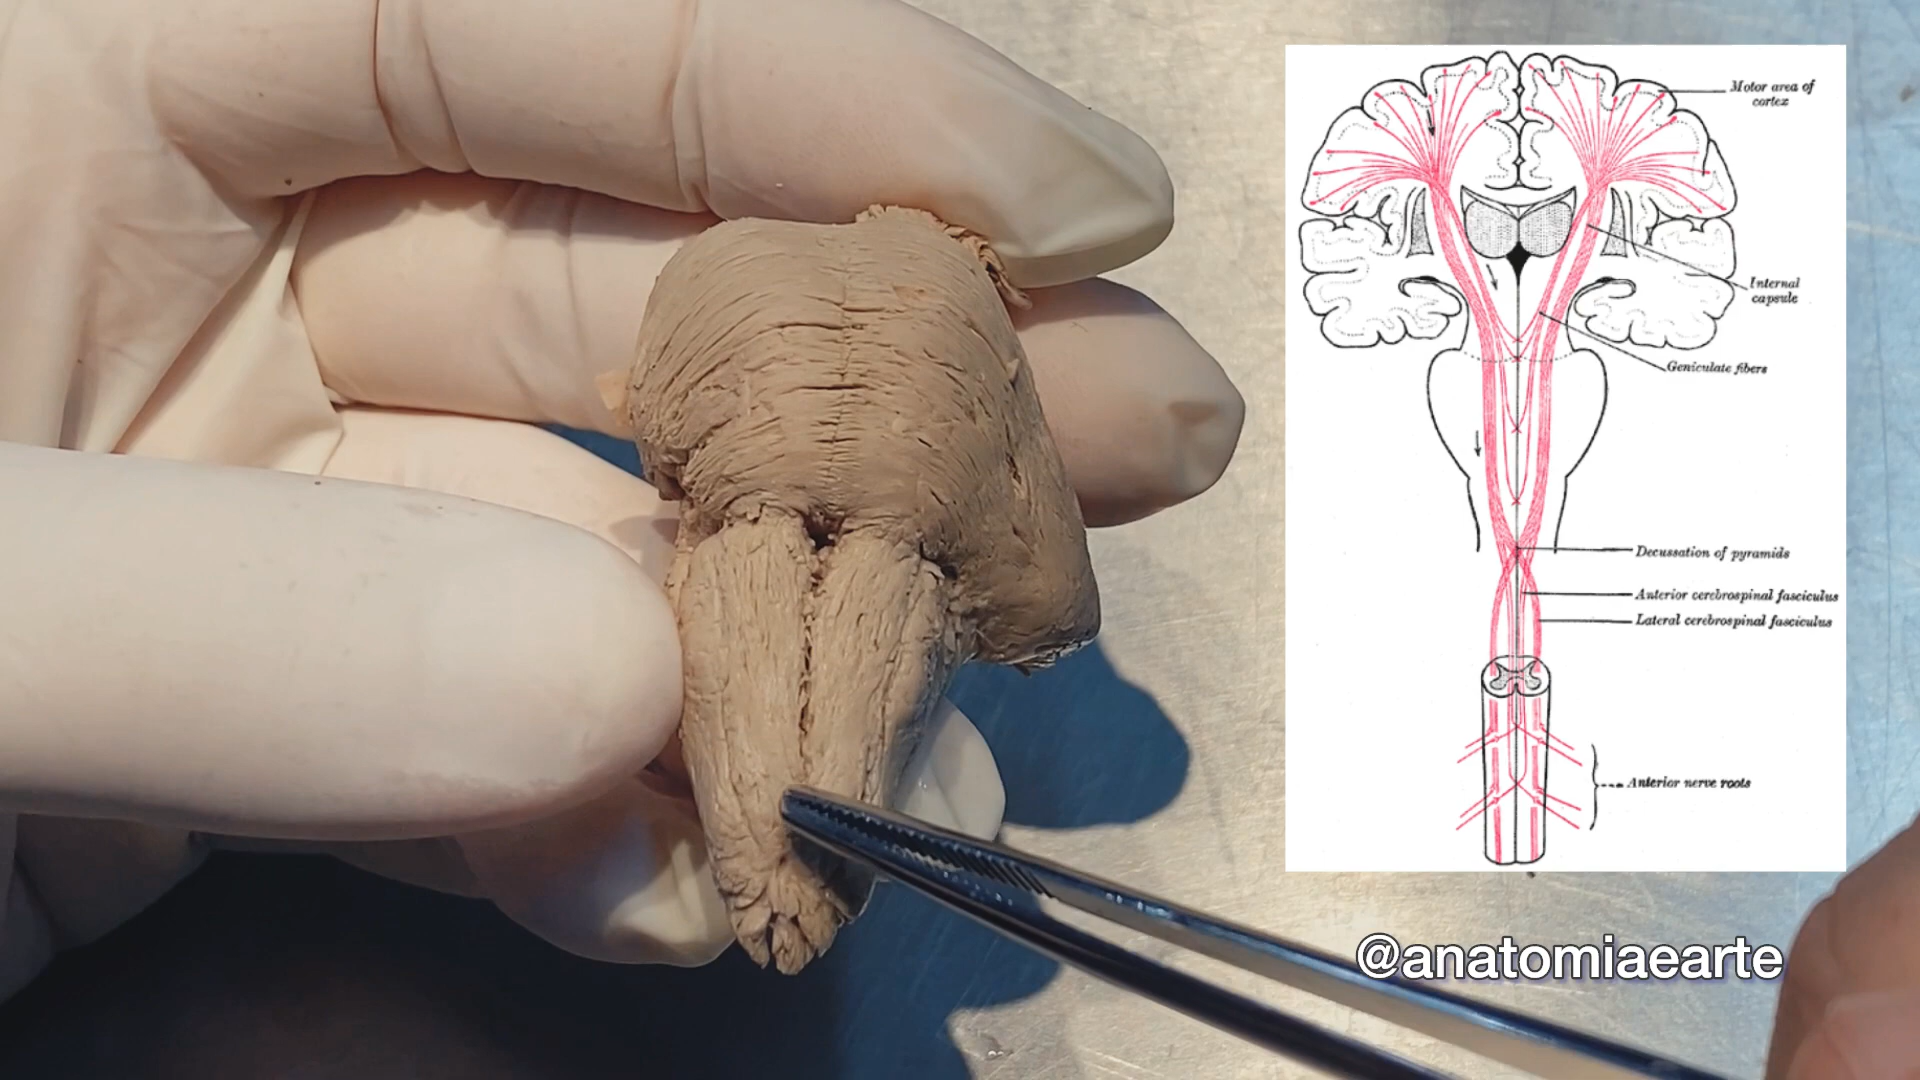 Motor area of
cortex
Internal
capsule
Geniculate fibers
Decussation of pyramids
Anterior cerebrospinal fasciculus
Lateral cerebrospinal fasciculus
Anterior nerve roots
@anatomiaearte